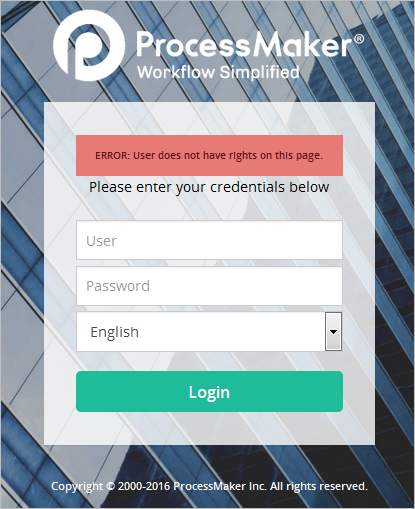 ProcessMaker®
Workflow Simplified
ERROR: User does not have rights on this page.
Please enter your credentials below
User
Password
English
Login
Copyright © 2000-2016 ProcessMaker Inc. All rights reserved.